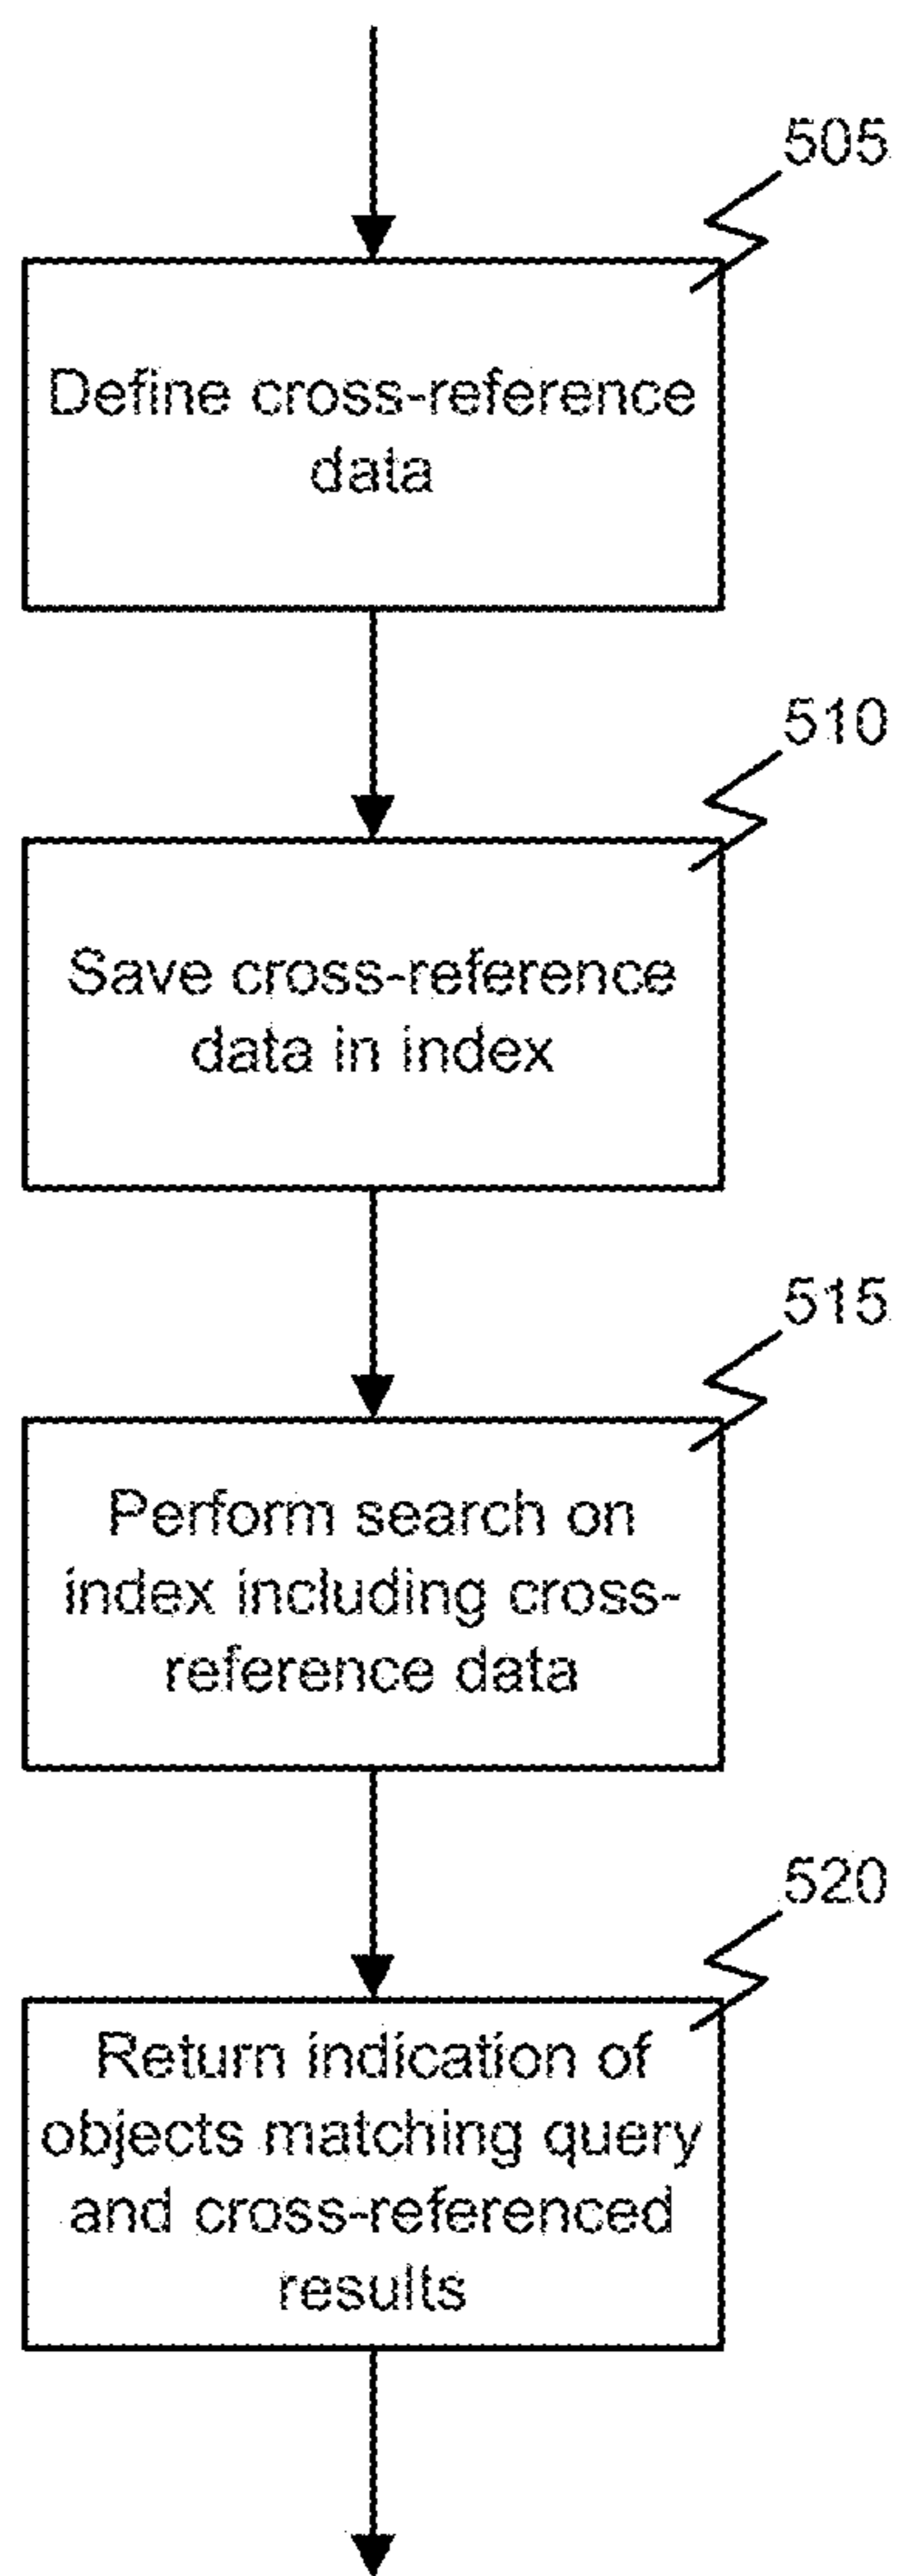 505
Define cross-reference
data
510
Save cross-reference
data in index
515
Perform search on
index including cross-
reference data
520
Return indication of
objects matching query
and cross-referenced
results